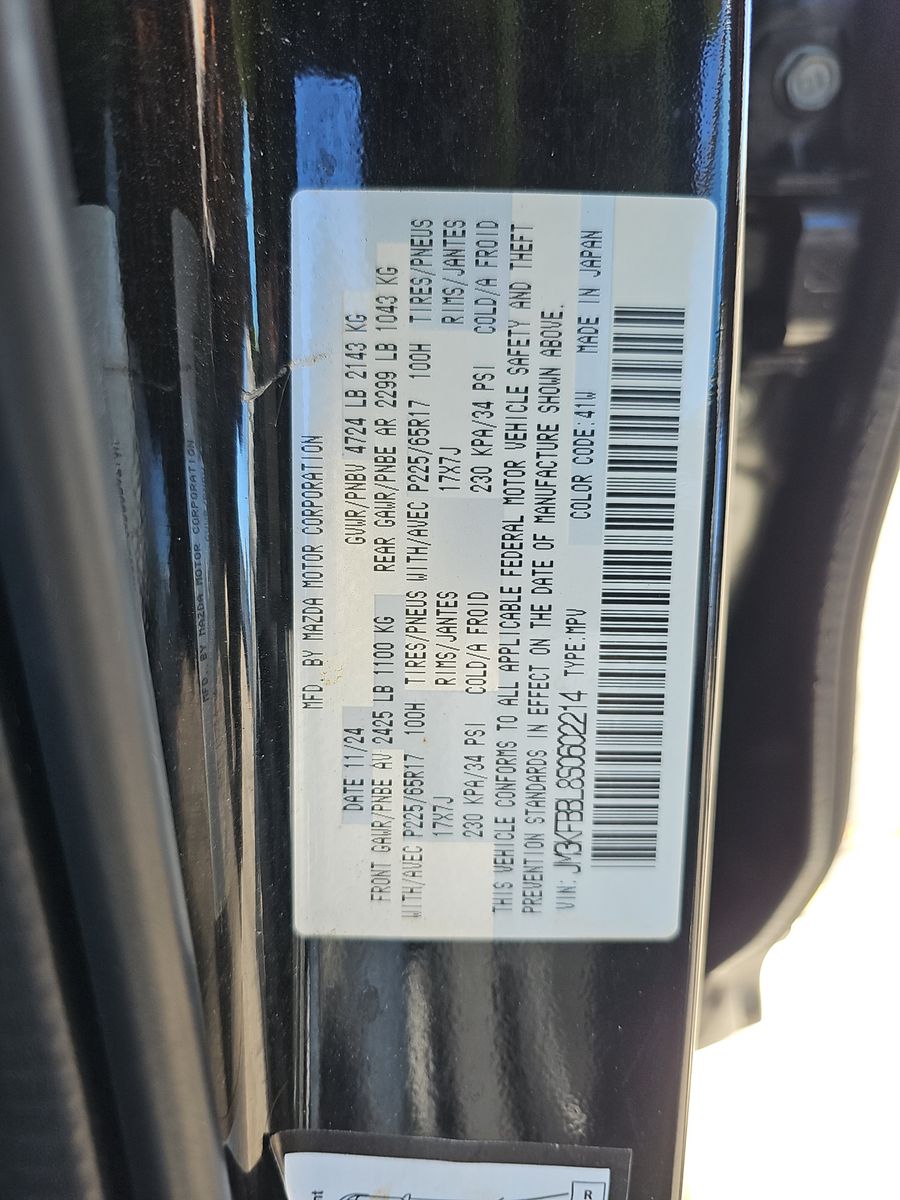 MFD. BY MAZDA MOTOR CORPORATION
DATE 11/24 GVWR/PNBV 4724 LB 2143 KG
FRONT GAWR/PNBE AV 2425 LB 1100 KG REAR GAWR/PNBE AR 2299 LB 1043 KG
WITH/AVEC P225/65R17 100H TIRES/PNEUS WITH/AVEC P225/65R17 100H TIRES/PNEUS
17X7J RIMS/JANTES 17X7J RIMS/JANTES
230 KPA/34 PSI COLD/A FROID 230 KPA/34 PSI COLD/A FROID
THIS VEHICLE CONFORMS TO ALL APPLICABLE FEDERAL MOTOR VEHICLE SAFETY AND THEFT
PREVENTION STANDARDS IN EFFECT ON THE DATE OF MANUFACTURE SHOWN ABOVE.
VIN: JM3KFBBL8S0602214 TYPE:MPV COLOR CODE:41W MADE IN JAPAN
MFD. BY MAZDA MOTOR CORPORATION
R